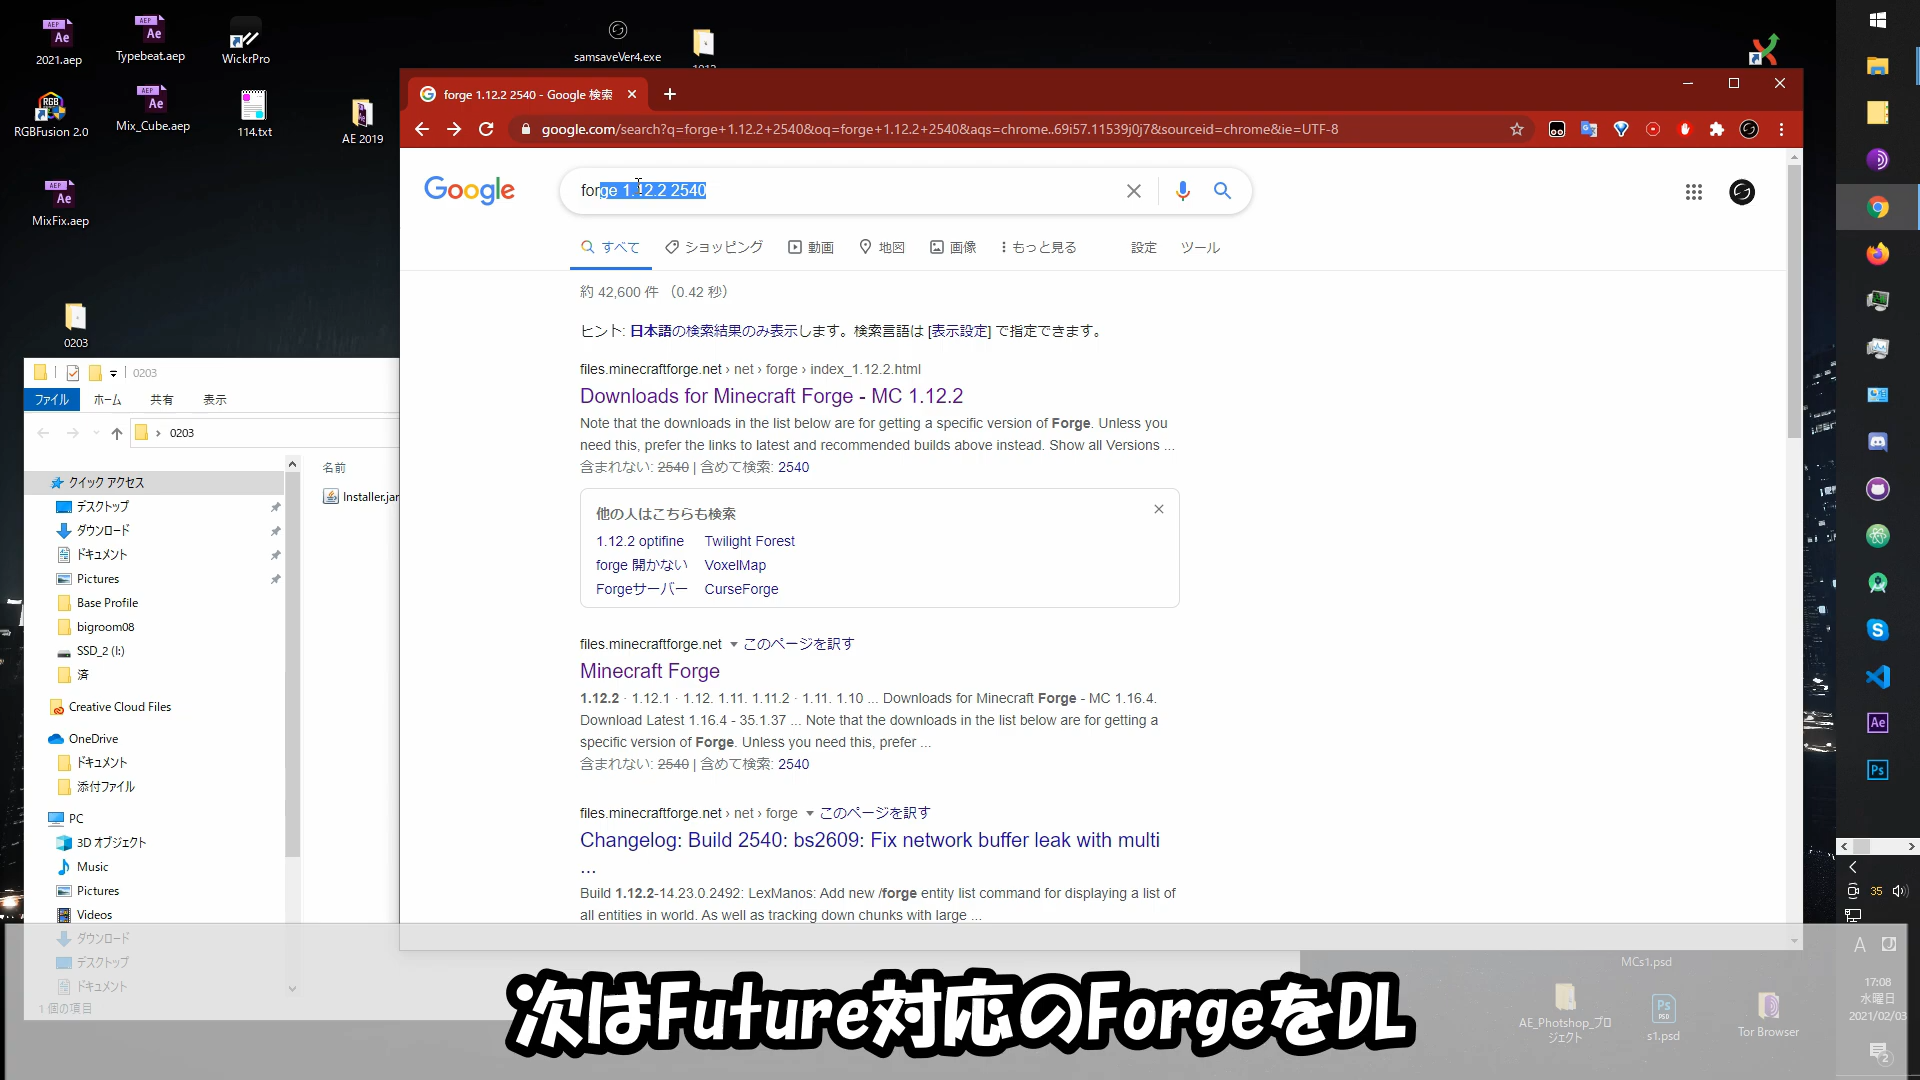 2021.aep
Typebeat.aep
WickrPro
RGBFusion 2.0
Mix_Cube.aep
114.txt
AE 2019
MixFix.aep
0203
samsaveVer4.exe
forge 1.12.2 2540 - Google 検索
google.com/search?q=forge+1.12.2+2540&oq=forge+1.12.2+2540&aqs=chrome..69i57.11539j0j7&sourceid=chrome&ie=UTF-8
Google
forge 1.12.2 2540
すべて ショッピング 動画 地図 画像 もっと見る 設定 ツール
約 42,600 件 （0.42 秒）
ヒント: 日本語の検索結果のみ表示します。検索言語は [表示設定] で指定できます。
files.minecraftforge.net › net › forge › index_1.12.2.html
Downloads for Minecraft Forge - MC 1.12.2
Note that the downloads in the list below are for getting a specific version of Forge. Unless you
need this, prefer the links to latest and recommended builds above instead. Show all Versions ...
含まれない: 2540 | 含めて検索: 2540
他の人はこちらも検索
1.12.2 optifine Twilight Forest
forge 開かない VoxelMap
Forgeサーバー CurseForge
files.minecraftforge.net このページを訳す
Minecraft Forge
1.12.2 · 1.12.1 · 1.12. 1.11. 1.11.2 · 1.11. 1.10 ... Downloads for Minecraft Forge - MC 1.16.4.
Download Latest 1.16.4 - 35.1.37 ... Note that the downloads in the list below are for getting a
specific version of Forge. Unless you need this, prefer ...
含まれない: 2540 | 含めて検索: 2540
files.minecraftforge.net › net › forge このページを訳す
Changelog: Build 2540: bs2609: Fix network buffer leak with multi
...
Build 1.12.2-14.23.0.2492: LexManos: Add new /forge entity list command for displaying a list of
all entities in world. As well as tracking down chunks with large ...
0203
ファイル ホーム 共有 表示
0203
名前
Installer.jar
クイック アクセス
デスクトップ
ダウンロード
ドキュメント
Pictures
Base Profile
bigroom08
SSD_2 (I:)
済
Creative Cloud Files
OneDrive
ドキュメント
添付ファイル
PC
3D オブジェクト
Music
Pictures
Videos
ダウンロード
デスクトップ
ドキュメント
1 個の項目
次はFuture対応のForgeをDL
MCs1.psd
AE_Photshop_プロ
ジェクト
s1.psd
Tor Browser
Ae
Ps
35
A
17:08
水曜日
2021/02/03
2